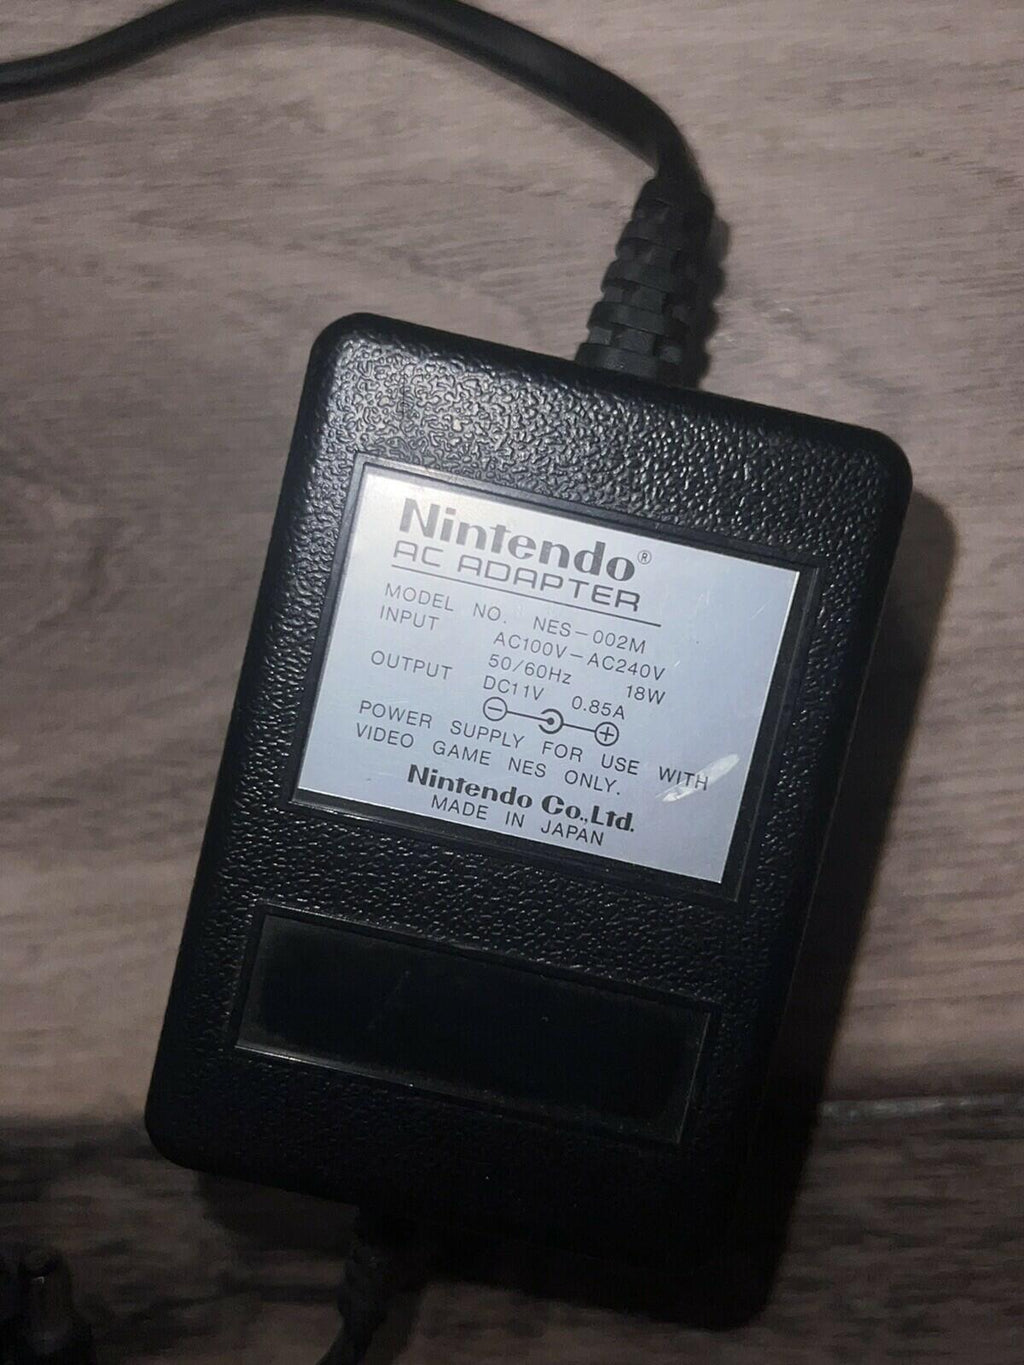 Nintendo®
AC ADAPTER
MODEL NO. NES-002M
INPUT AC100V-AC240V
50/60Hz 18W
OUTPUT DC11V 0.85A
POWER SUPPLY FOR USE WITH
VIDEO GAME NES ONLY.
Nintendo Co.,Ltd.
MADE IN JAPAN